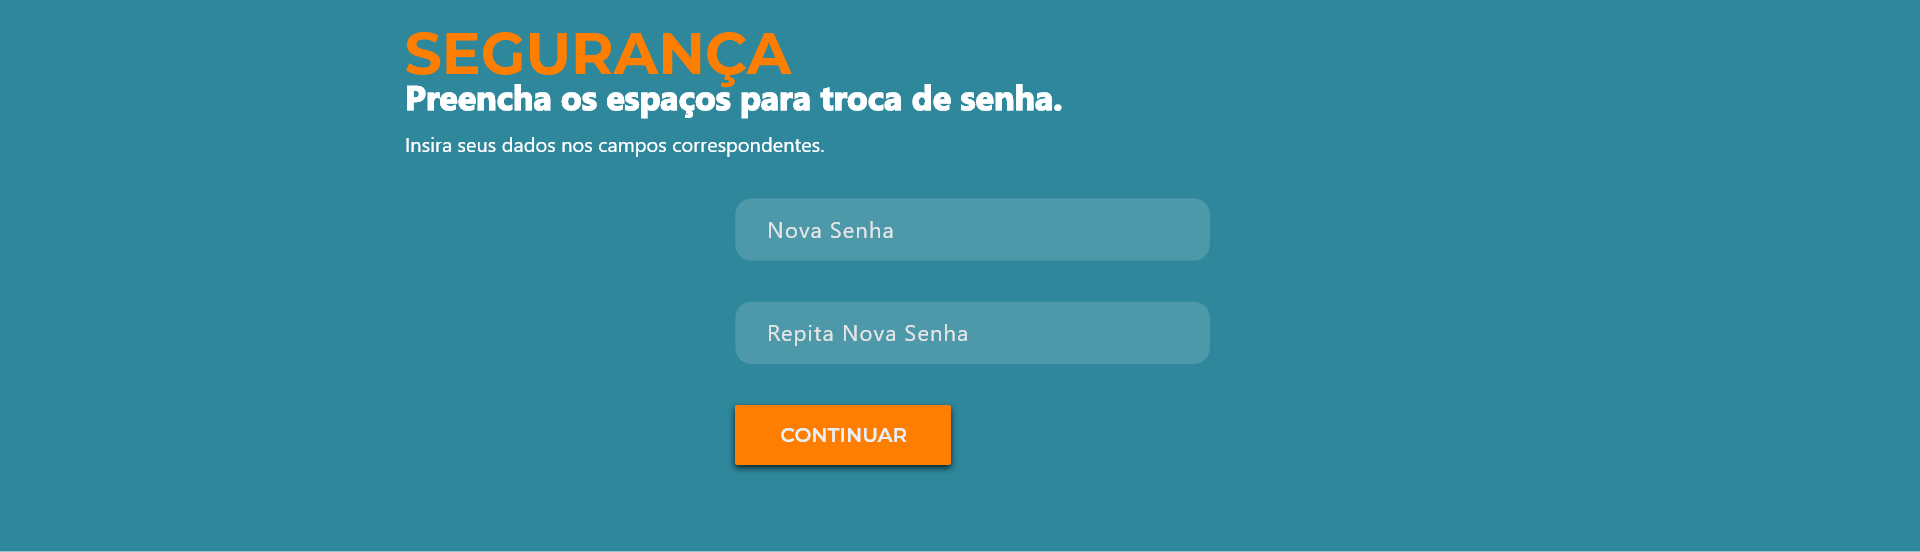 SEGURANÇA
Preencha os espaços para troca de senha.
Insira seus dados nos campos correspondentes.
Nova Senha
Repita Nova Senha
CONTINUAR